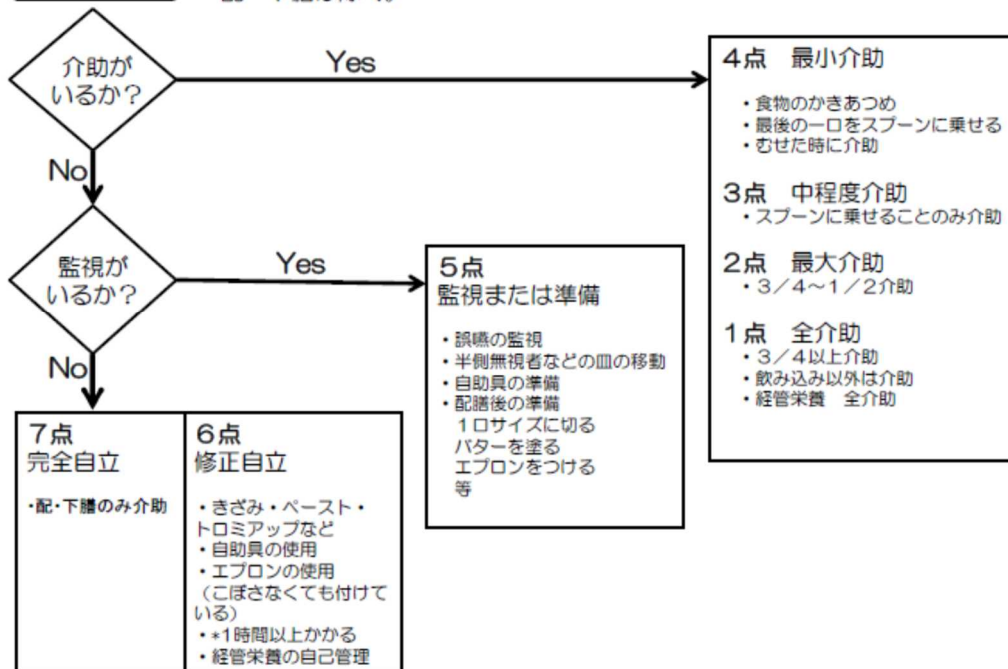 介助が
いるか？
Yes
No
監視が
いるか？
Yes
No
4点　最小介助
・食物のかきあつめ
・最後の一口をスプーンに乗せる
・むせた時に介助
3点　中程度介助
・スプーンに乗せることのみ介助
2点　最大介助
・3／4～1／2介助
1点　全介助
・3／4以上介助
・飲み込み以外は介助
・経管栄養　全介助
5点
監視または準備
・誤嚥の監視
・半側無視者などの皿の移動
・自助具の準備
・配膳後の準備
1口サイズに切る
バターを塗る
エプロンをつける
等
7点
完全自立
・配・下膳のみ介助
6点
修正自立
・きざみ・ペースト・
トロミアップなど
・自助具の使用
・エプロンの使用
（こぼさなくても付けて
いる）
・*1時間以上かかる
・経管栄養の自己管理